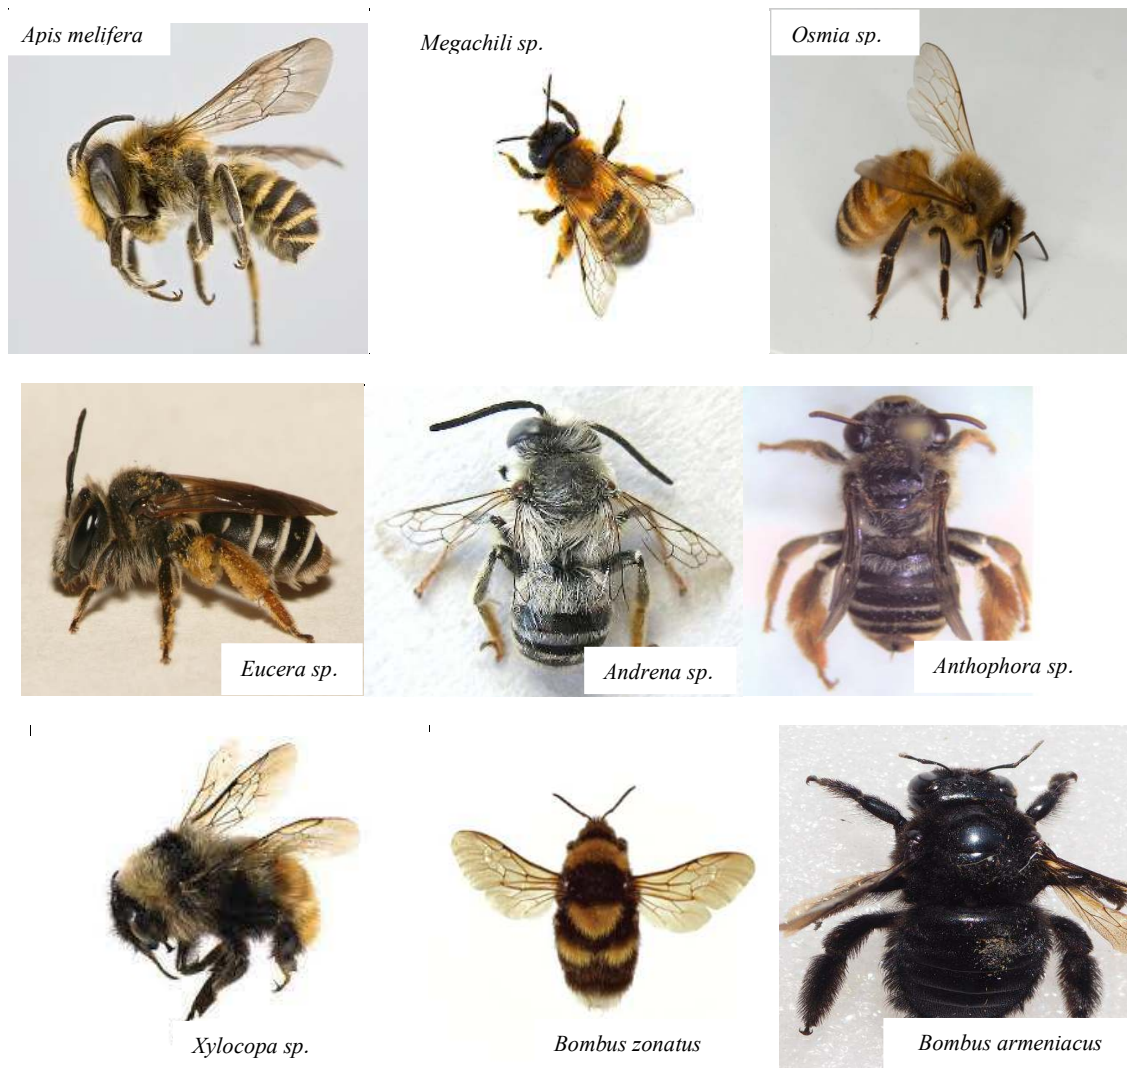 Apis melifera
Megachili sp.
Osmia sp.
Eucera sp.
Andrena sp.
Anthophora sp.
Xylocopa sp.
Bombus zonatus
Bombus armeniacus